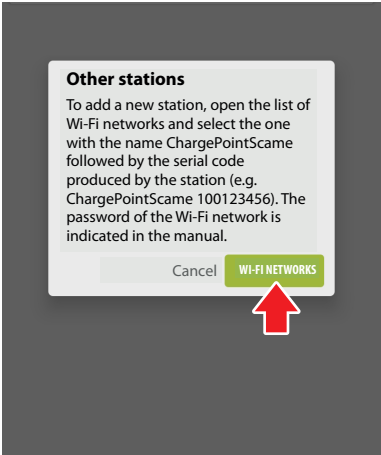 Other stations
To add a new station, open the list of
Wi-Fi networks and select the one
with the name ChargePointScame
followed by the serial code
produced by the station (e.g.
ChargePointScame 100123456). The
password of the Wi-Fi network is
indicated in the manual.
Cancel WI-FI NETWORKS